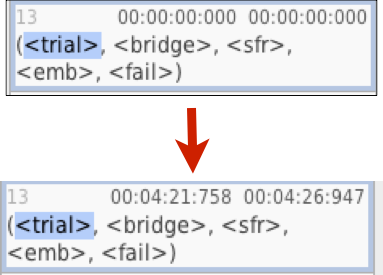 13 00:00:00:000 00:00:00:000
(<trial>, <bridge>, <sfr>,
<emb>, <fail>)
13 00:04:21:758 00:04:26:947
(<trial>, <bridge>, <sfr>,
<emb>, <fail>)